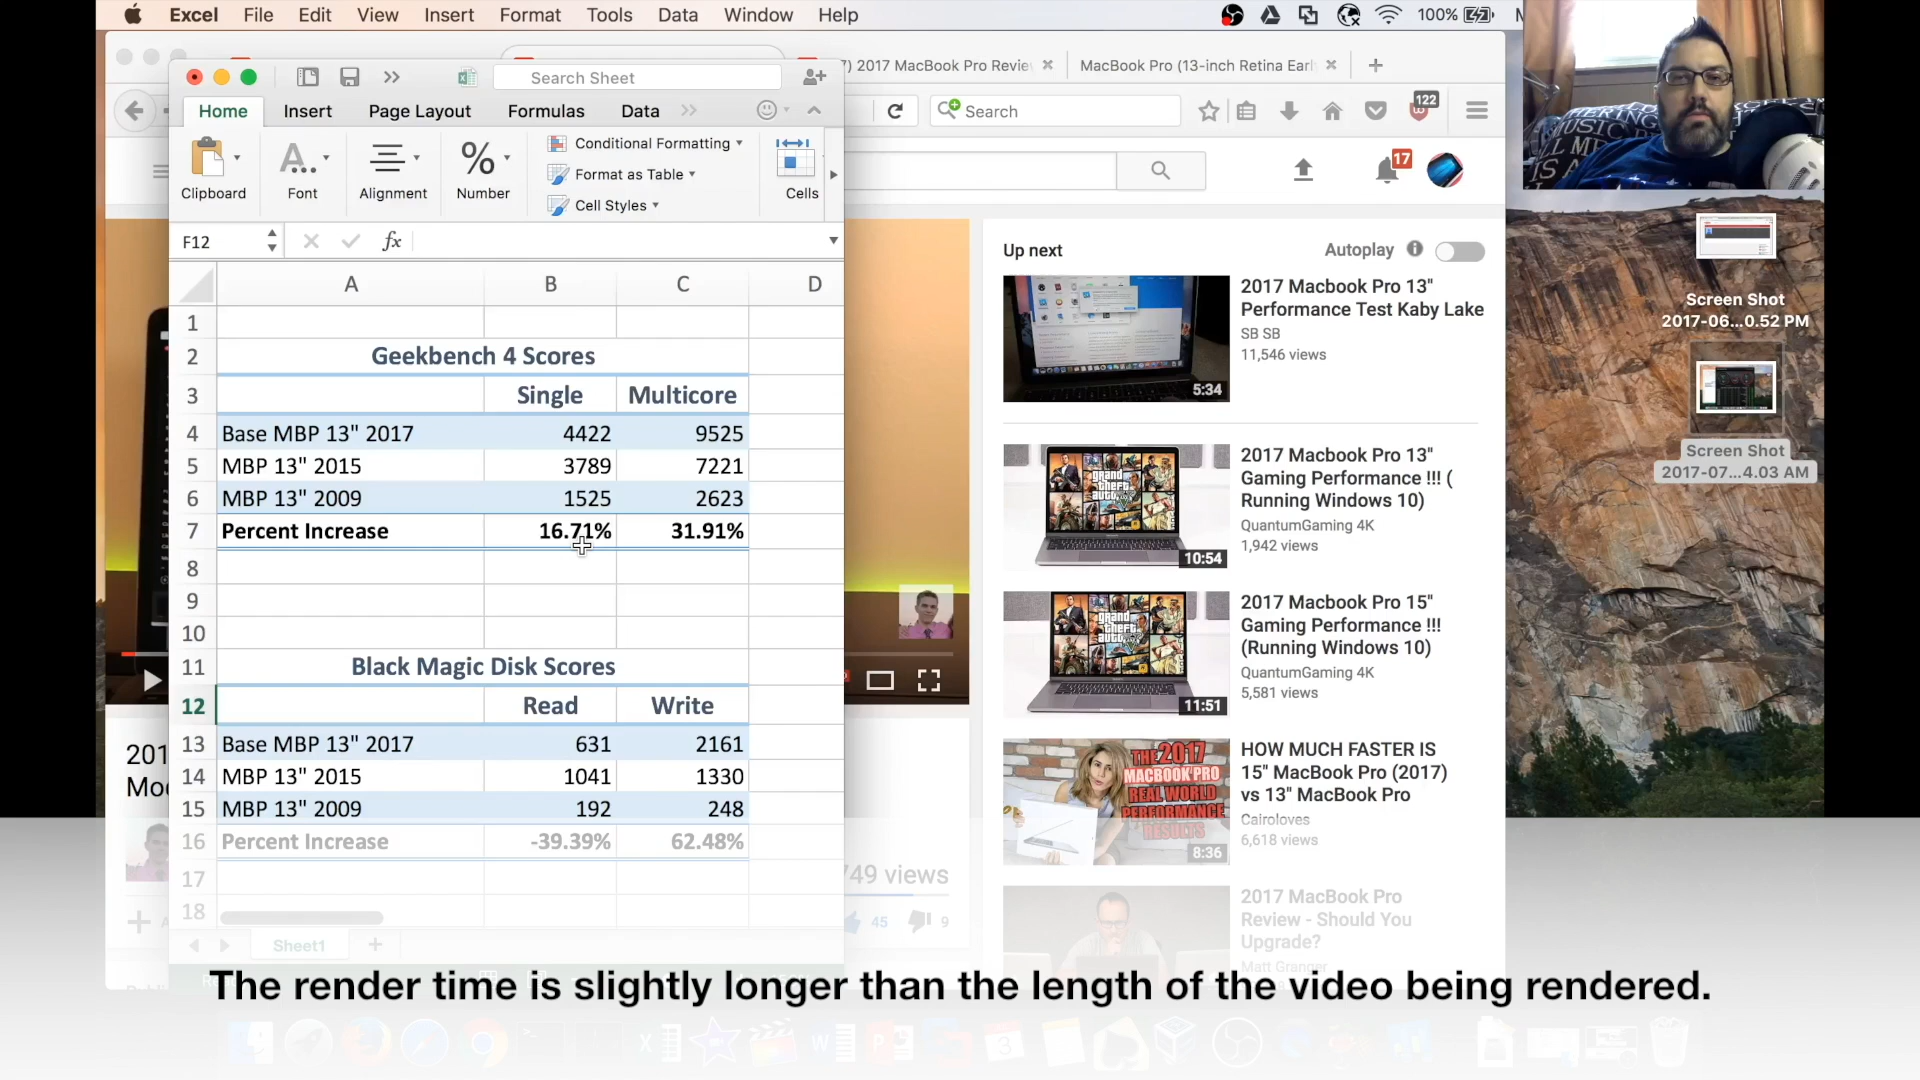 Excel File Edit View Insert Format Tools Data Window Help 100%
7) 2017 MacBook Pro Review MacBook Pro (13-inch Retina Earl
Search Sheet
Home Insert Page Layout Formulas Data
Search
122
Clipboard Font Alignment Number Cells
Conditional Formatting
Format as Table
Cell Styles
17
F12 fx
A B C D
1
2 Geekbench 4 Scores
3 Single Multicore
4 Base MBP 13" 2017 4422 9525
5 MBP 13" 2015 3789 7221
6 MBP 13" 2009 1525 2623
7 Percent Increase 16.71% 31.91%
8
9
10
11 Black Magic Disk Scores
12 Read Write
13 Base MBP 13" 2017 631 2161
14 MBP 13" 2015 1041 1330
15 MBP 13" 2009 192 248
16 Percent Increase -39.39% 62.48%
17
18
Sheet1
201
Mo
749 views
45 9
Up next Autoplay
2017 Macbook Pro 13"
Performance Test Kaby Lake
SB SB
11,546 views
5:34
2017 Macbook Pro 13"
Gaming Performance !!! (
Running Windows 10)
QuantumGaming 4K
1,942 views
10:54
2017 Macbook Pro 15"
Gaming Performance !!!
(Running Windows 10)
QuantumGaming 4K
5,581 views
11:51
THE 2017
MACBOOK PRO
REAL WORLD
PERFORMANCE
RESULTS
HOW MUCH FASTER IS
15" MacBook Pro (2017)
vs 13" MacBook Pro
Cairoloves
6,618 views
8:36
2017 MacBook Pro
Review - Should You
Upgrade?
Matt Granger
Screen Shot
2017-06...0.52 PM
Screen Shot
2017-07...4.03 AM
The render time is slightly longer than the length of the video being rendered.